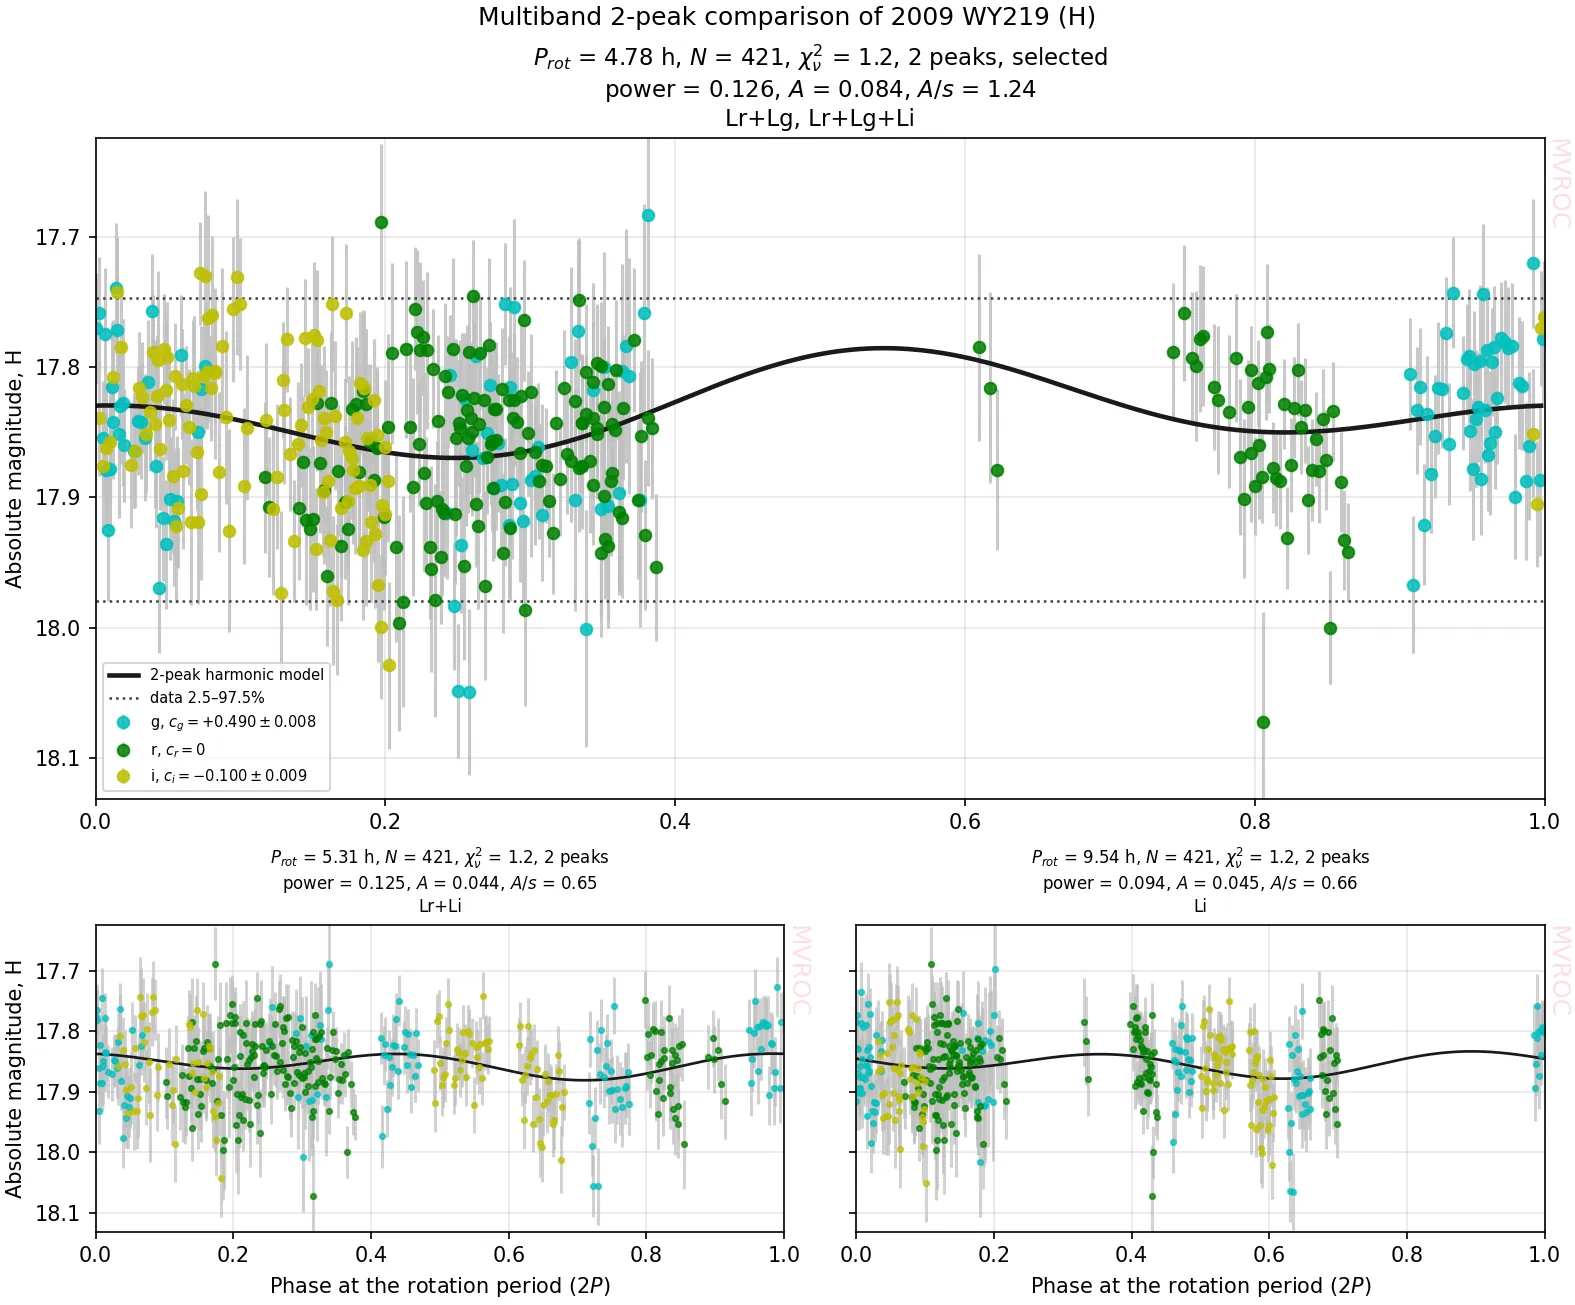 Multiband 2-peak comparison of 2009 WY219 (H)
P_rot = 4.78 h, N = 421, χ²_ν = 1.2, 2 peaks, selected
power = 0.126, A = 0.084, A/s = 1.24
Lr+Lg, Lr+Lg+Li
MVROC
Absolute magnitude, H
17.7
17.8
17.9
18.0
18.1
2-peak harmonic model
data 2.5–97.5%
g, c_g = +0.490 ± 0.008
r, c_r = 0
i, c_i = −0.100 ± 0.009
0.0 0.2 0.4 0.6 0.8 1.0
P_rot = 5.31 h, N = 421, χ²_ν = 1.2, 2 peaks
power = 0.125, A = 0.044, A/s = 0.65
Lr+Li
MVROC
Absolute magnitude, H
17.7
17.8
17.9
18.0
18.1
0.0 0.2 0.4 0.6 0.8 1.0
Phase at the rotation period (2P)
P_rot = 9.54 h, N = 421, χ²_ν = 1.2, 2 peaks
power = 0.094, A = 0.045, A/s = 0.66
Li
MVROC
0.0 0.2 0.4 0.6 0.8 1.0
Phase at the rotation period (2P)